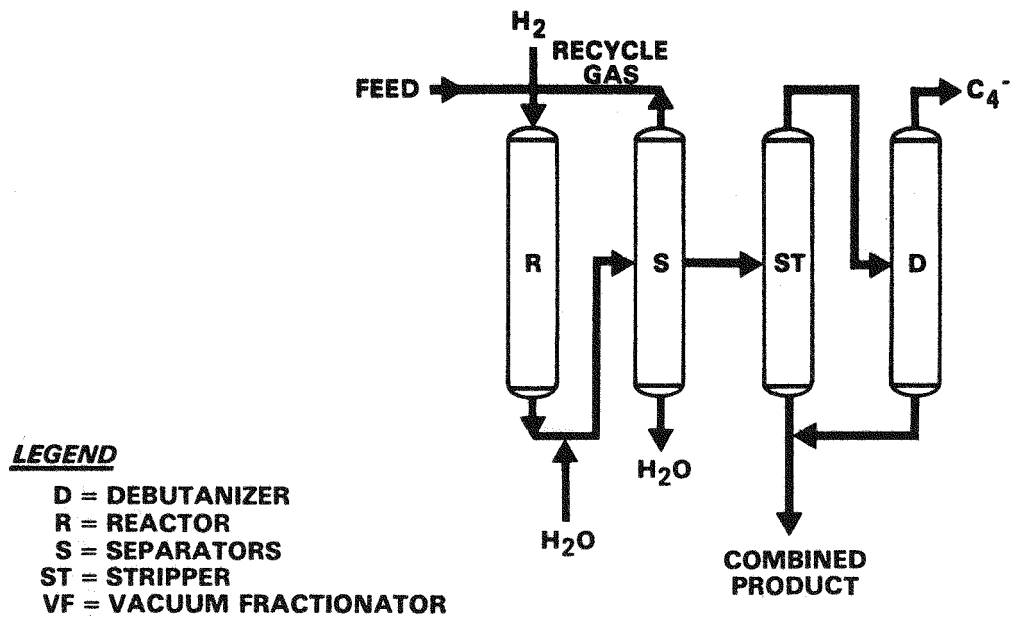 H2
RECYCLE
GAS
FEED
C4-
R
S
ST
D
H2O
H2O
COMBINED
PRODUCT
LEGEND
D = DEBUTANIZER
R = REACTOR
S = SEPARATORS
ST = STRIPPER
VF = VACUUM FRACTIONATOR